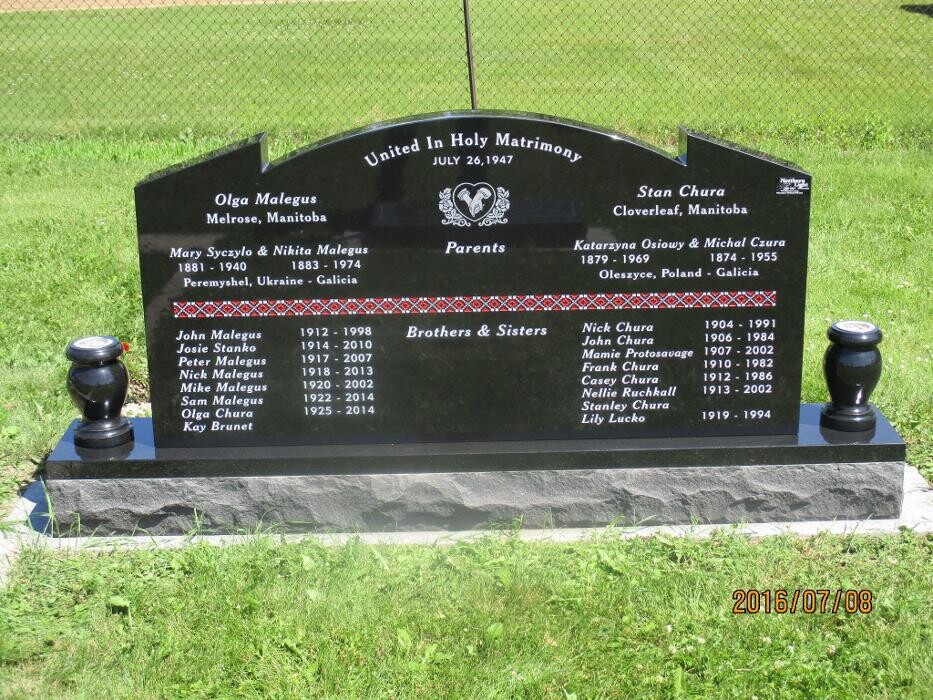 United In Holy Matrimony
JULY 26, 1947
Olga Malegus
Melrose, Manitoba
Stan Chura
Cloverleaf, Manitoba
Parents
Mary Syczylo & Nikita Malegus
1881 - 1940 1883 - 1974
Peremyshel, Ukraine - Galicia
Katarzyna Osiowy & Michal Czura
1879 - 1969 1874 - 1955
Oleszyce, Poland - Galicia
Brothers & Sisters
John Malegus 1912 - 1998
Josie Stanko 1914 - 2010
Peter Malegus 1917 - 2007
Nick Malegus 1918 - 2013
Mike Malegus 1920 - 2002
Sam Malegus 1922 - 2014
Olga Chura 1925 - 2014
Kay Brunet
Nick Chura 1904 - 1991
John Chura 1906 - 1984
Mamie Protosavage 1907 - 2002
Frank Chura 1910 - 1982
Casey Chura 1912 - 1986
Nellie Ruchkall 1913 - 2002
Stanley Chura
Lily Lucko 1919 - 1994
Northern
Light
2016/07/08